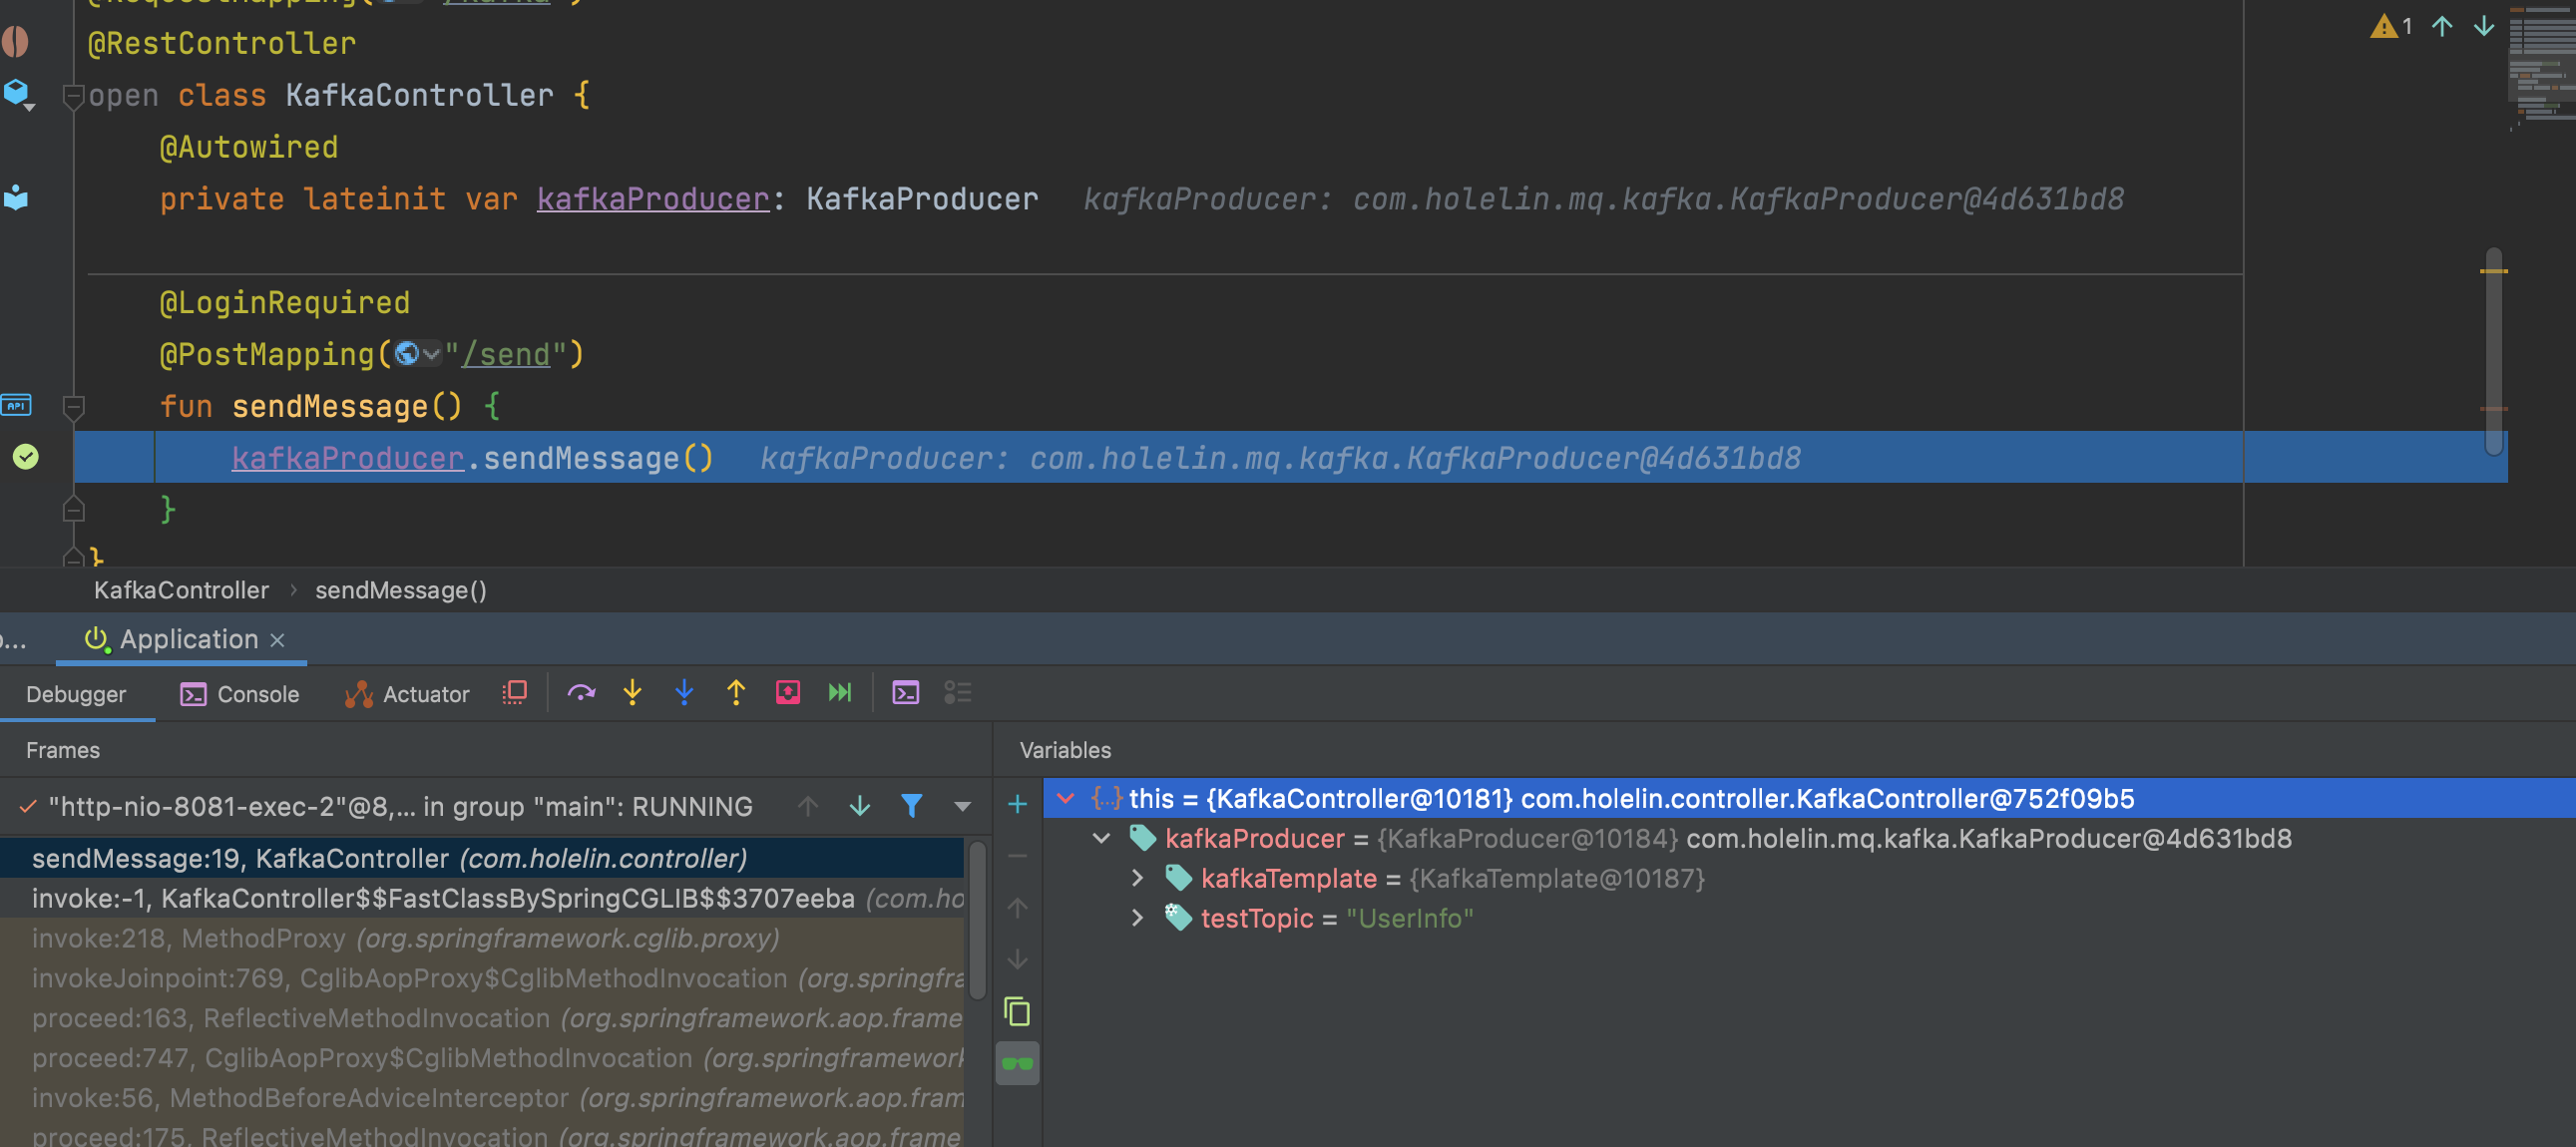 @RestController
open class KafkaController {
@Autowired
private lateinit var kafkaProducer: KafkaProducer kafkaProducer: com.holelin.mq.kafka.KafkaProducer@4d631bd8
@LoginRequired
@PostMapping("/send")
fun sendMessage() {
kafkaProducer.sendMessage() kafkaProducer: com.holelin.mq.kafka.KafkaProducer@4d631bd8
}
}
1
API
KafkaController › sendMessage()
... Application ×
Debugger Console Actuator
Frames
Variables
"http-nio-8081-exec-2"@8,... in group "main": RUNNING
sendMessage:19, KafkaController (com.holelin.controller)
invoke:-1, KafkaController$$FastClassBySpringCGLIB$$3707eeba (com.ho
invoke:218, MethodProxy (org.springframework.cglib.proxy)
invokeJoinpoint:769, CglibAopProxy$CglibMethodInvocation (org.springfra
proceed:163, ReflectiveMethodInvocation (org.springframework.aop.frame
proceed:747, CglibAopProxy$CglibMethodInvocation (org.springframework
invoke:56, MethodBeforeAdviceInterceptor (org.springframework.aop.fram
proceed:175, ReflectiveMethodInvocation (org.springframework.aop.frame
this = {KafkaController@10181} com.holelin.controller.KafkaController@752f09b5
kafkaProducer = {KafkaProducer@10184} com.holelin.mq.kafka.KafkaProducer@4d631bd8
kafkaTemplate = {KafkaTemplate@10187}
testTopic = "UserInfo"